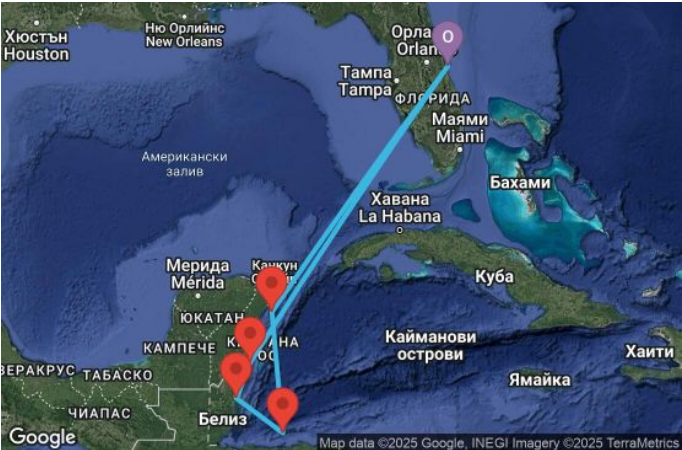 Хюстън
Houston
Ню Орлийнс
New Orleans
Орла
Orlan
O
Тампа
Tampa
ФЛОРИДА
Маями
Miami
Американски
залив
Бахами
Хавана
La Habana
Мерида
Mérida
Канкун
Куба
ЮКАТАН
КАМПЕЧЕ
Кайманови
острови
Хаити
ВЕРАКРУС
ТАБАСКО
Ямайка
ЧИАПАС
Белиз
Google
Map data ©2025 Google, INEGI Imagery ©2025 TerraMetrics